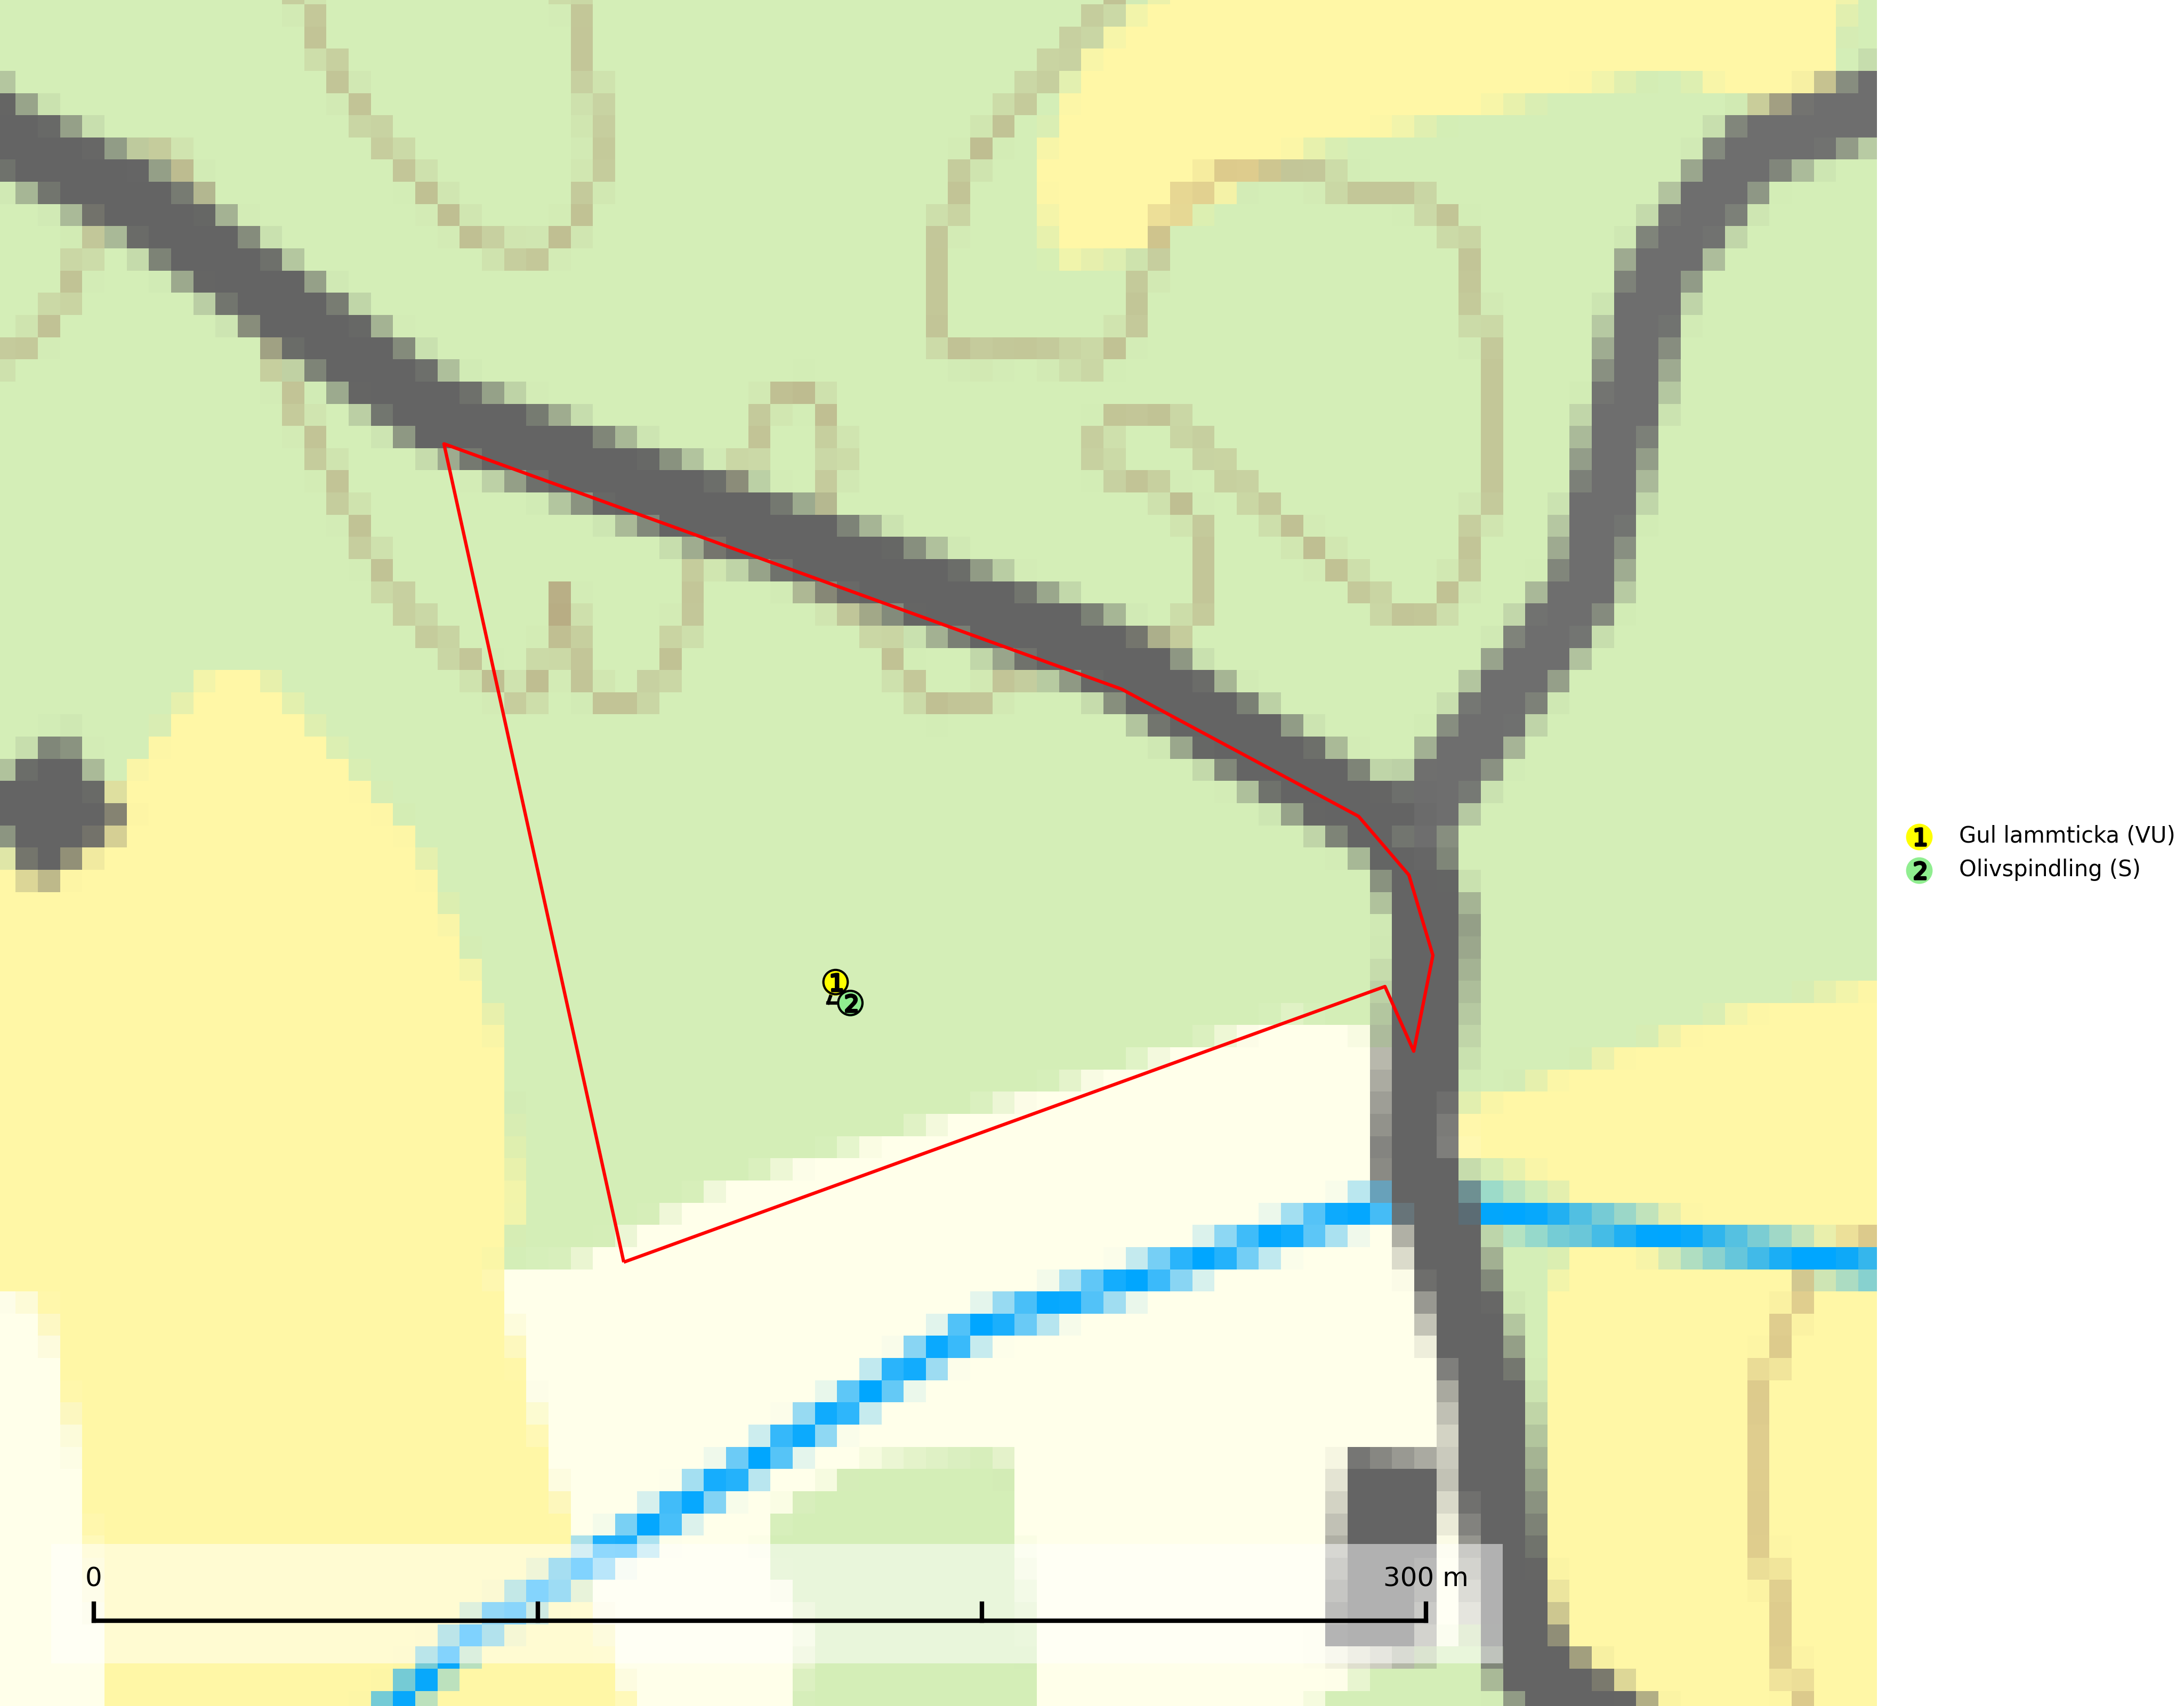 1
2
1 Gul lammticka (VU)
2 Olivspindling (S)
0 300 m